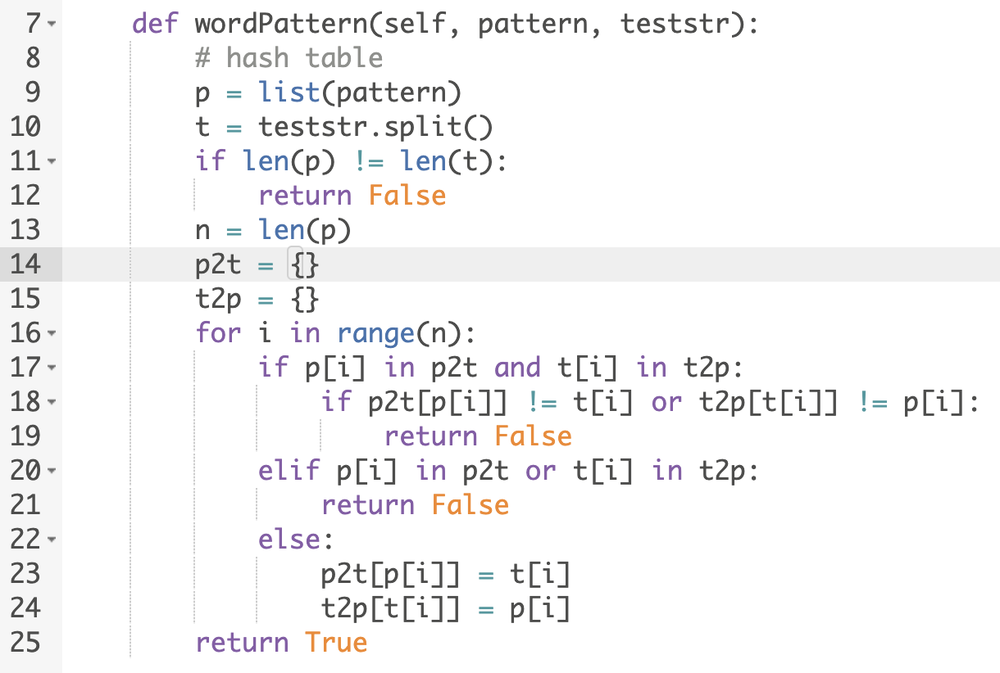 7 def wordPattern(self, pattern, teststr):
8 # hash table
9 p = list(pattern)
10 t = teststr.split()
11 if len(p) != len(t):
12 return False
13 n = len(p)
14 p2t = {}
15 t2p = {}
16 for i in range(n):
17 if p[i] in p2t and t[i] in t2p:
18 if p2t[p[i]] != t[i] or t2p[t[i]] != p[i]:
19 return False
20 elif p[i] in p2t or t[i] in t2p:
21 return False
22 else:
23 p2t[p[i]] = t[i]
24 t2p[t[i]] = p[i]
25 return True